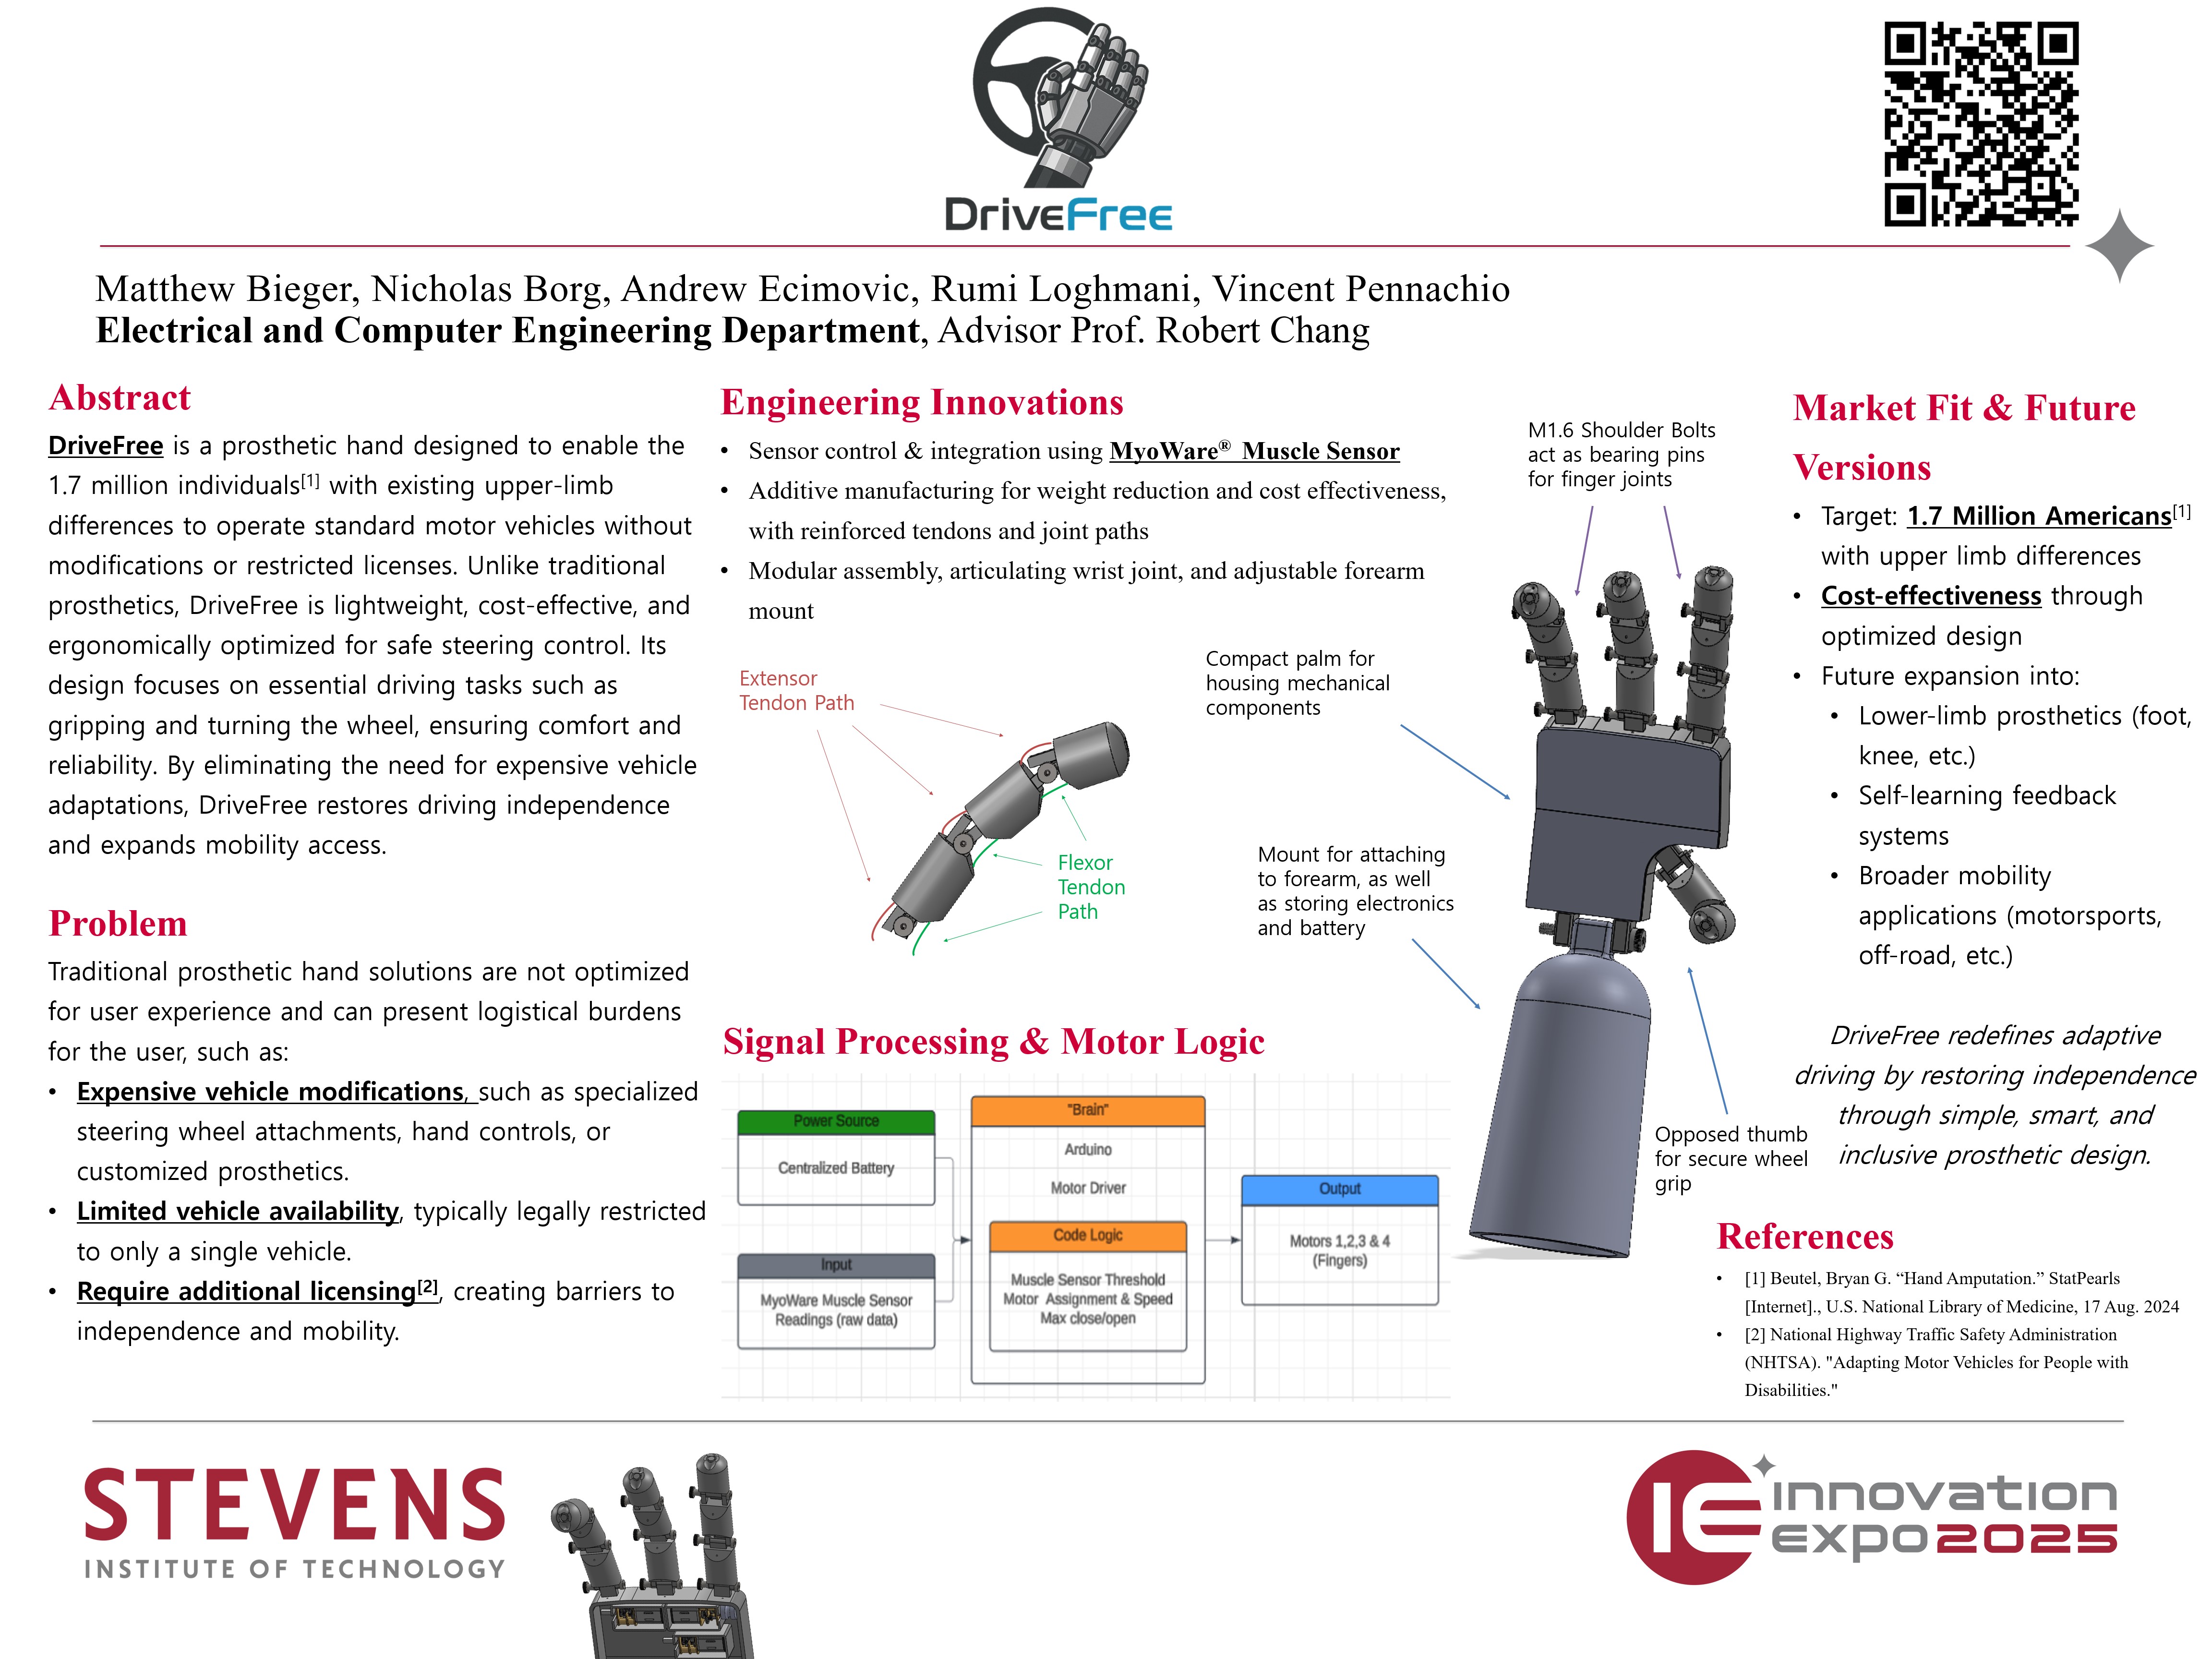 DriveFree
Matthew Bieger, Nicholas Borg, Andrew Ecimovic, Rumi Loghmani, Vincent Pennachio
Electrical and Computer Engineering Department, Advisor Prof. Robert Chang
Abstract
DriveFree is a prosthetic hand designed to enable the
1.7 million individuals[1] with existing upper-limb
differences to operate standard motor vehicles without
modifications or restricted licenses. Unlike traditional
prosthetics, DriveFree is lightweight, cost-effective, and
ergonomically optimized for safe steering control. Its
design focuses on essential driving tasks such as
gripping and turning the wheel, ensuring comfort and
reliability. By eliminating the need for expensive vehicle
adaptations, DriveFree restores driving independence
and expands mobility access.
Problem
Traditional prosthetic hand solutions are not optimized
for user experience and can present logistical burdens
for the user, such as:
• Expensive vehicle modifications, such as specialized
steering wheel attachments, hand controls, or
customized prosthetics.
• Limited vehicle availability, typically legally restricted
to only a single vehicle.
• Require additional licensing[2], creating barriers to
independence and mobility.
Engineering Innovations
• Sensor control & integration using MyoWare® Muscle Sensor
• Additive manufacturing for weight reduction and cost effectiveness,
with reinforced tendons and joint paths
• Modular assembly, articulating wrist joint, and adjustable forearm
mount
Extensor
Tendon Path
Flexor
Tendon
Path
M1.6 Shoulder Bolts
act as bearing pins
for finger joints
Compact palm for
housing mechanical
components
Mount for attaching
to forearm, as well
as storing electronics
and battery
Opposed thumb
for secure wheel
grip
Signal Processing & Motor Logic
Power Source
Centralized Battery
Input
MyoWare Muscle Sensor
Readings (raw data)
"Brain"
Arduino
Motor Driver
Code Logic
Muscle Sensor Threshold
Motor Assignment & Speed
Max close/open
Output
Motors 1,2,3 & 4
(Fingers)
Market Fit & Future
Versions
• Target: 1.7 Million Americans[1]
with upper limb differences
• Cost-effectiveness through
optimized design
• Future expansion into:
• Lower-limb prosthetics (foot,
knee, etc.)
• Self-learning feedback
systems
• Broader mobility
applications (motorsports,
off-road, etc.)
DriveFree redefines adaptive
driving by restoring independence
through simple, smart, and
inclusive prosthetic design.
References
• [1] Beutel, Bryan G. “Hand Amputation.” StatPearls
[Internet]., U.S. National Library of Medicine, 17 Aug. 2024
• [2] National Highway Traffic Safety Administration
(NHTSA). "Adapting Motor Vehicles for People with
Disabilities."
STEVENS
INSTITUTE OF TECHNOLOGY
IE innovation
expo2025